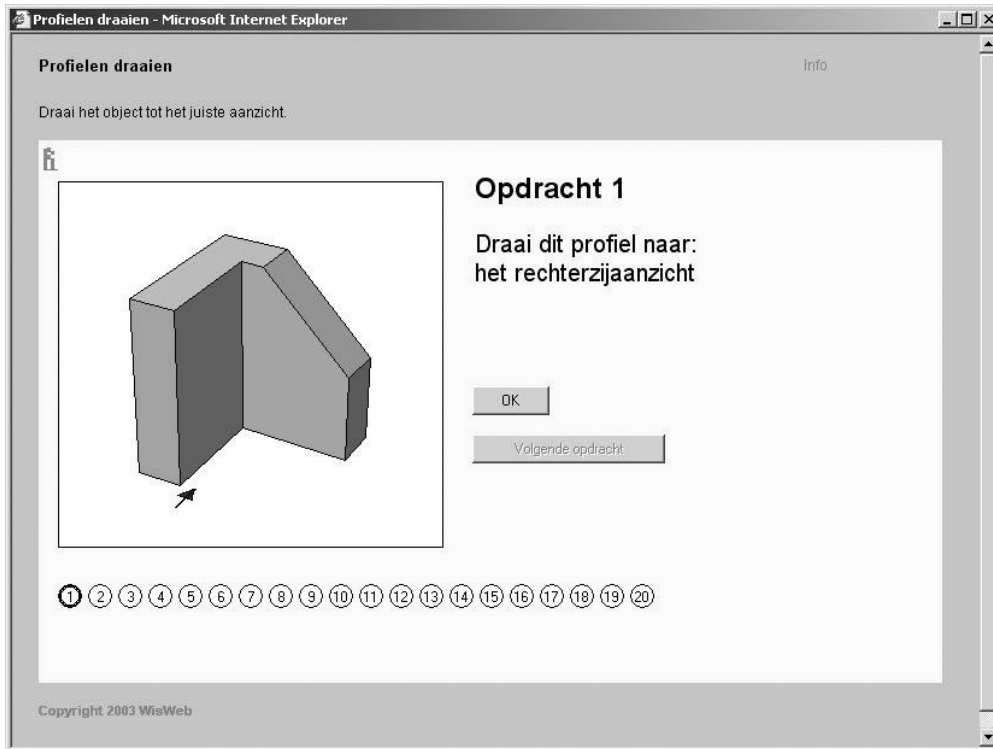 Profielen draaien - Microsoft Internet Explorer
Profielen draaien
Info
Draai het object tot het juiste aanzicht.
fi
Opdracht 1
Draai dit profiel naar:
het rechterzijaanzicht
OK
Volgende opdracht
1 2 3 4 5 6 7 8 9 10 11 12 13 14 15 16 17 18 19 20
Copyright 2003 WisWeb